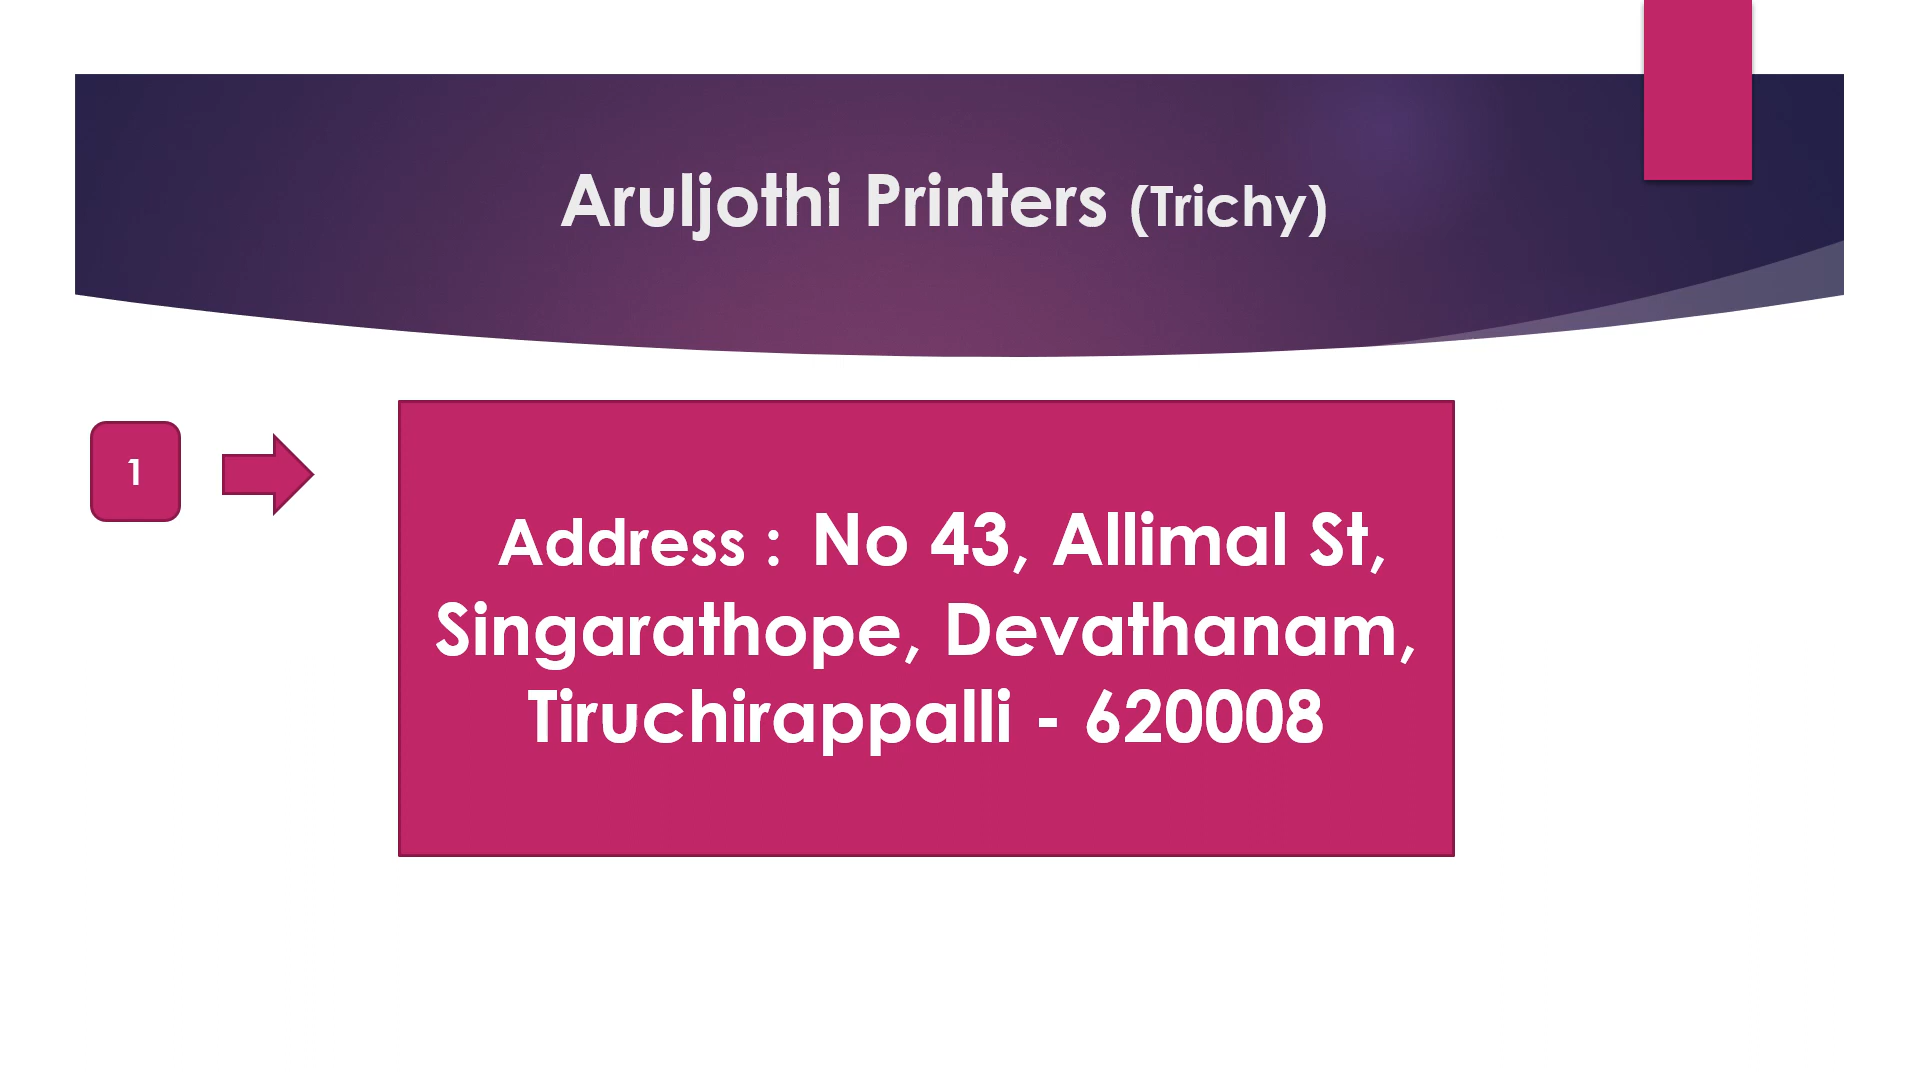 Aruljothi Printers (Trichy)
1
Address : No 43, Allimal St,
Singarathope, Devathanam,
Tiruchirappalli - 620008